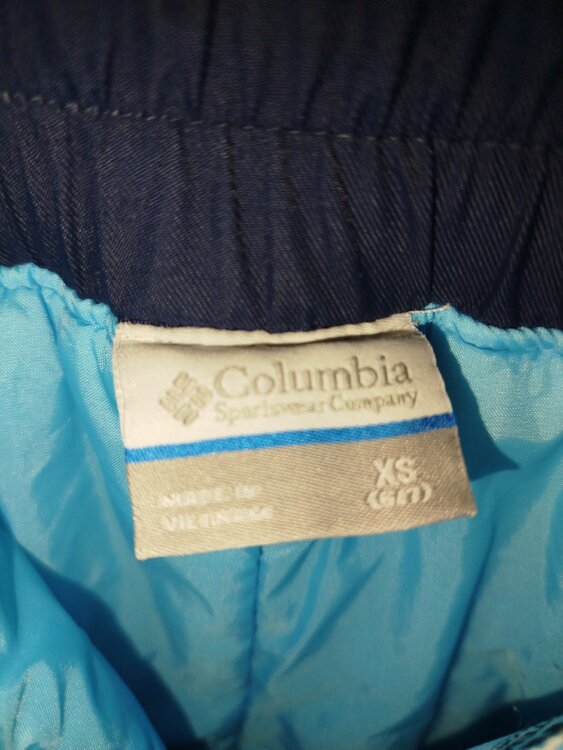 Columbia
Sportswear Company
XS
(6/7)
MADE IN
VIETNAM